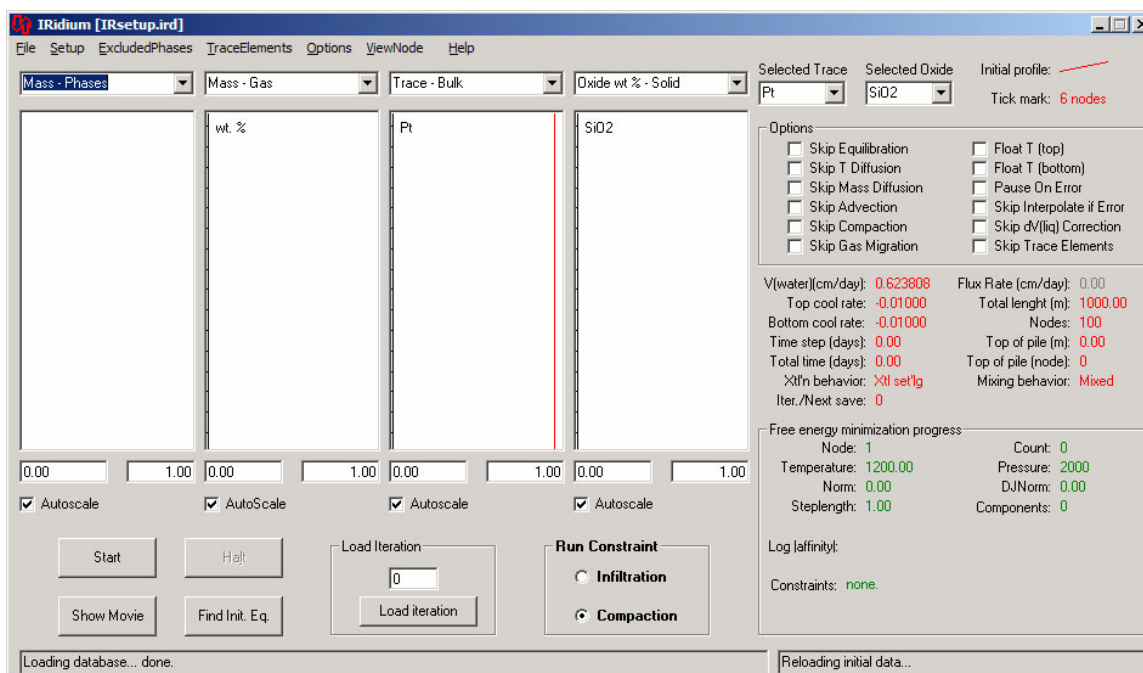 IRidium [IRsetup.ird]
File Setup ExcludedPhases TraceElements Options ViewNode Help
Mass - Phases Mass - Gas Trace - Bulk Oxide wt % - Solid
Selected Trace Selected Oxide Initial profile:
Pt SiO2 Tick mark: 6 nodes
wt. % Pt SiO2
Options
Skip Equilibration Float T (top)
Skip T Diffusion Float T (bottom)
Skip Mass Diffusion Pause On Error
Skip Advection Skip Interpolate if Error
Skip Compaction Skip dV(liq) Correction
Skip Gas Migration Skip Trace Elements
V(water)(cm/day): 0.623808 Flux Rate (cm/day): 0.00
Top cool rate: -0.01000 Total lenght (m): 1000.00
Bottom cool rate: -0.01000 Nodes: 100
Time step (days): 0.00 Top of pile (m): 0.00
Total time (days): 0.00 Top of pile (node): 0
Xtl'n behavior: Xtl set'lg Mixing behavior: Mixed
Iter./Next save: 0
Free energy minimization progress
Node: 1 Count: 0
Temperature: 1200.00 Pressure: 2000
Norm: 0.00 DJNorm: 0.00
Steplength: 1.00 Components: 0
Log |affinity|:
Constraints: none.
0.00 1.00 0.00 1.00 0.00 1.00 0.00 1.00
Autoscale AutoScale Autoscale Autoscale
Start Halt
Show Movie Find Init. Eq.
Load Iteration
0
Load iteration
Run Constraint
Infiltration
Compaction
Loading database... done. Reloading initial data...